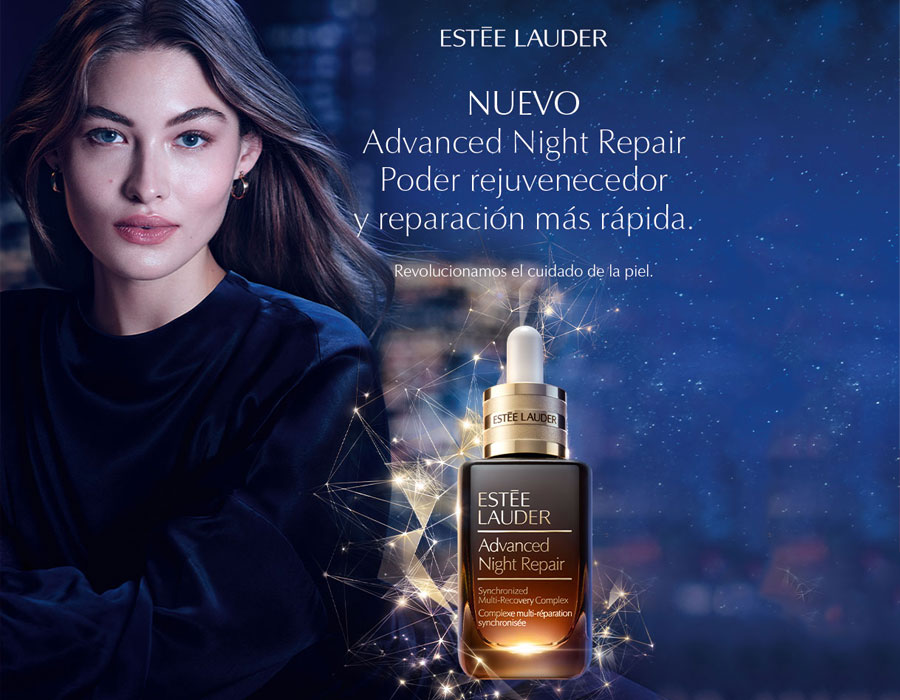 ESTĒE LAUDER
NUEVO
Advanced Night Repair
Poder rejuvenecedor
y reparación más rápida.
Revolucionamos el cuidado de la piel.
ESTĒE LAUDER
ESTĒE
LAUDER
Advanced
Night Repair
Synchronized
Multi-Recovery Complex
Complexe multi-réparation
synchronisée